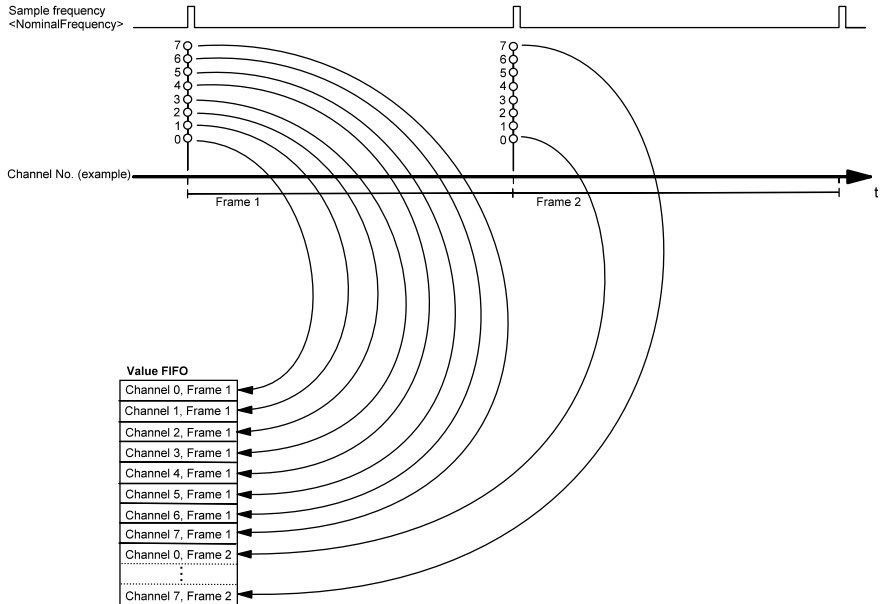 Sample frequency
<NominalFrequency>
7
6
5
4
3
2
1
0
7
6
5
4
3
2
1
0
Channel No. (example)
t
Frame 1
Frame 2
Value FIFO
Channel 0, Frame 1
Channel 1, Frame 1
Channel 2, Frame 1
Channel 3, Frame 1
Channel 4, Frame 1
Channel 5, Frame 1
Channel 6, Frame 1
Channel 7, Frame 1
Channel 0, Frame 2
Channel 7, Frame 2